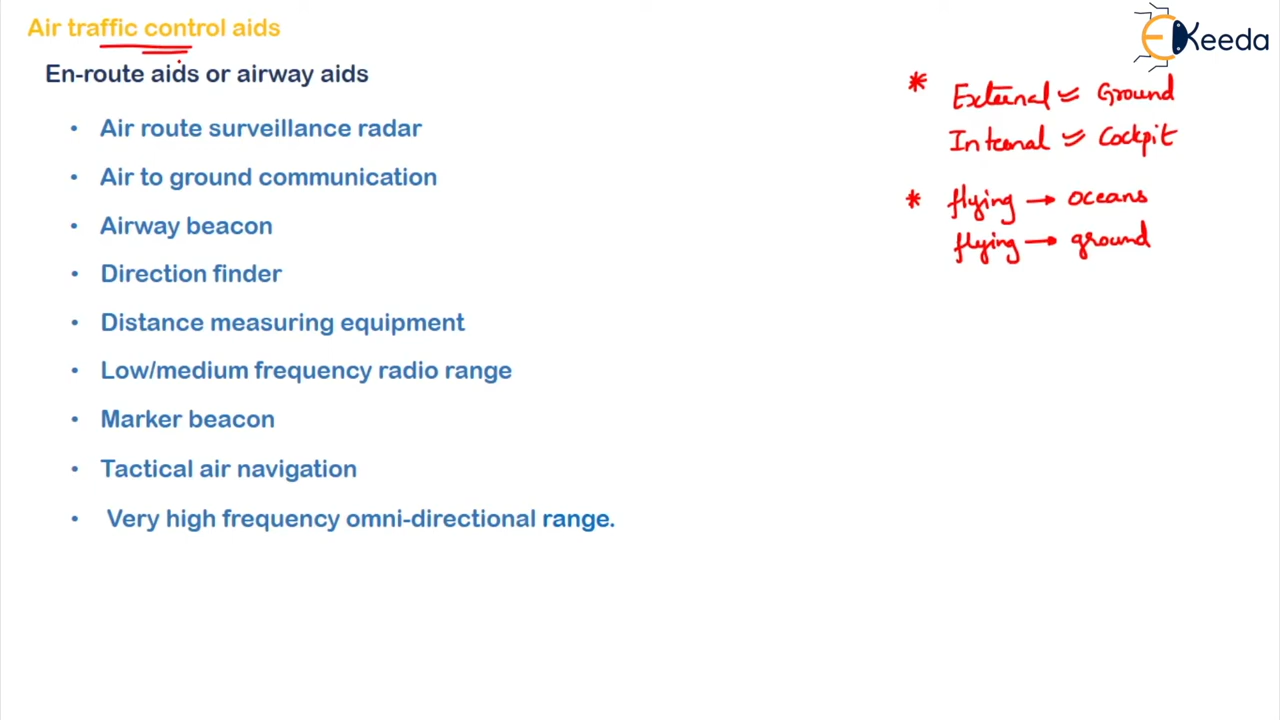 Air traffic control aids
En-route aids or airway aids
• Air route surveillance radar
• Air to ground communication
• Airway beacon
• Direction finder
• Distance measuring equipment
• Low/medium frequency radio range
• Marker beacon
• Tactical air navigation
• Very high frequency omni-directional range.
EKeeda
* External = Ground
Internal = Cockpit
* flying → oceans
flying → ground